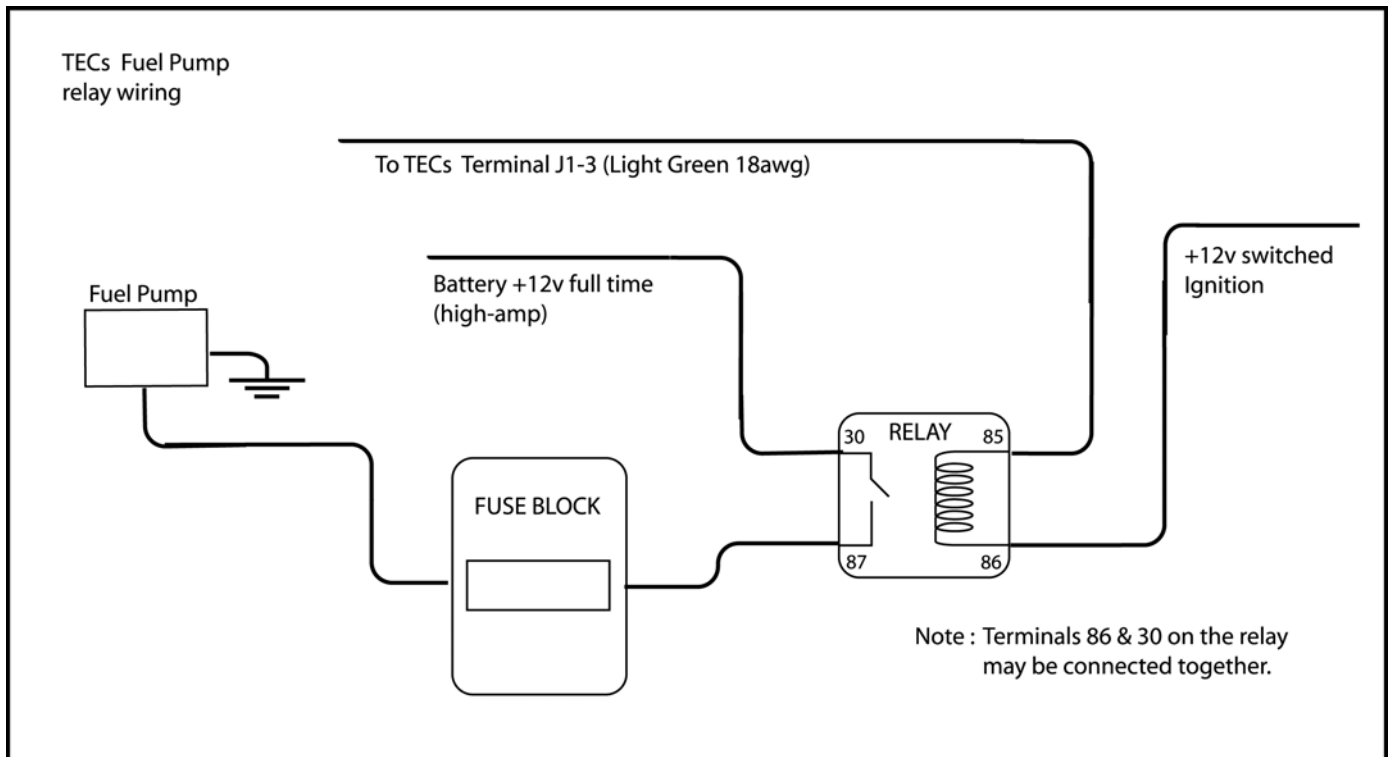 TECs Fuel Pump
relay wiring
To TECs Terminal J1-3 (Light Green 18awg)
+12v switched
Ignition
Battery +12v full time
(high-amp)
Fuel Pump
30 RELAY 85
FUSE BLOCK
87 86
Note : Terminals 86 & 30 on the relay
may be connected together.